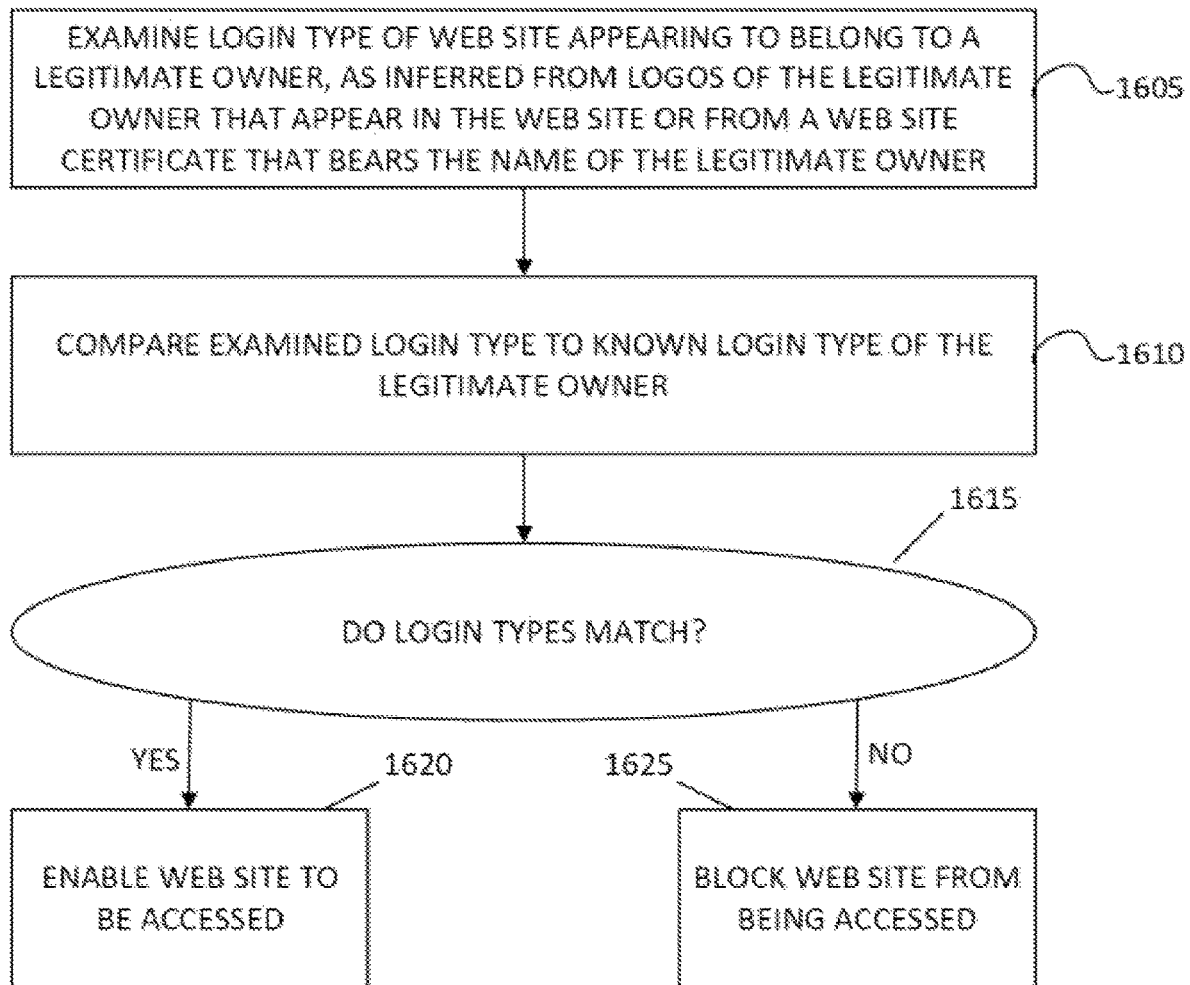 EXAMINE LOGIN TYPE OF WEB SITE APPEARING TO BELONG TO A
LEGITIMATE OWNER, AS INFERRED FROM LOGOS OF THE LEGITIMATE
OWNER THAT APPEAR IN THE WEB SITE OR FROM A WEB SITE
CERTIFICATE THAT BEARS THE NAME OF THE LEGITIMATE OWNER
1605
COMPARE EXAMINED LOGIN TYPE TO KNOWN LOGIN TYPE OF THE
LEGITIMATE OWNER
1610
1615
DO LOGIN TYPES MATCH?
YES
1620
1625
NO
ENABLE WEB SITE TO
BE ACCESSED
BLOCK WEB SITE FROM
BEING ACCESSED